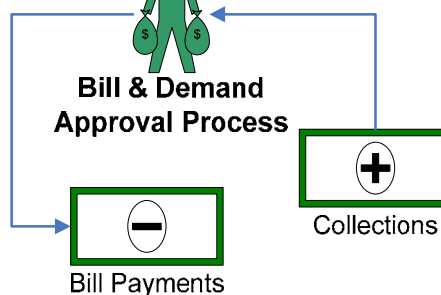 $ $
Bill & Demand
Approval Process
+
Collections
−
Bill Payments